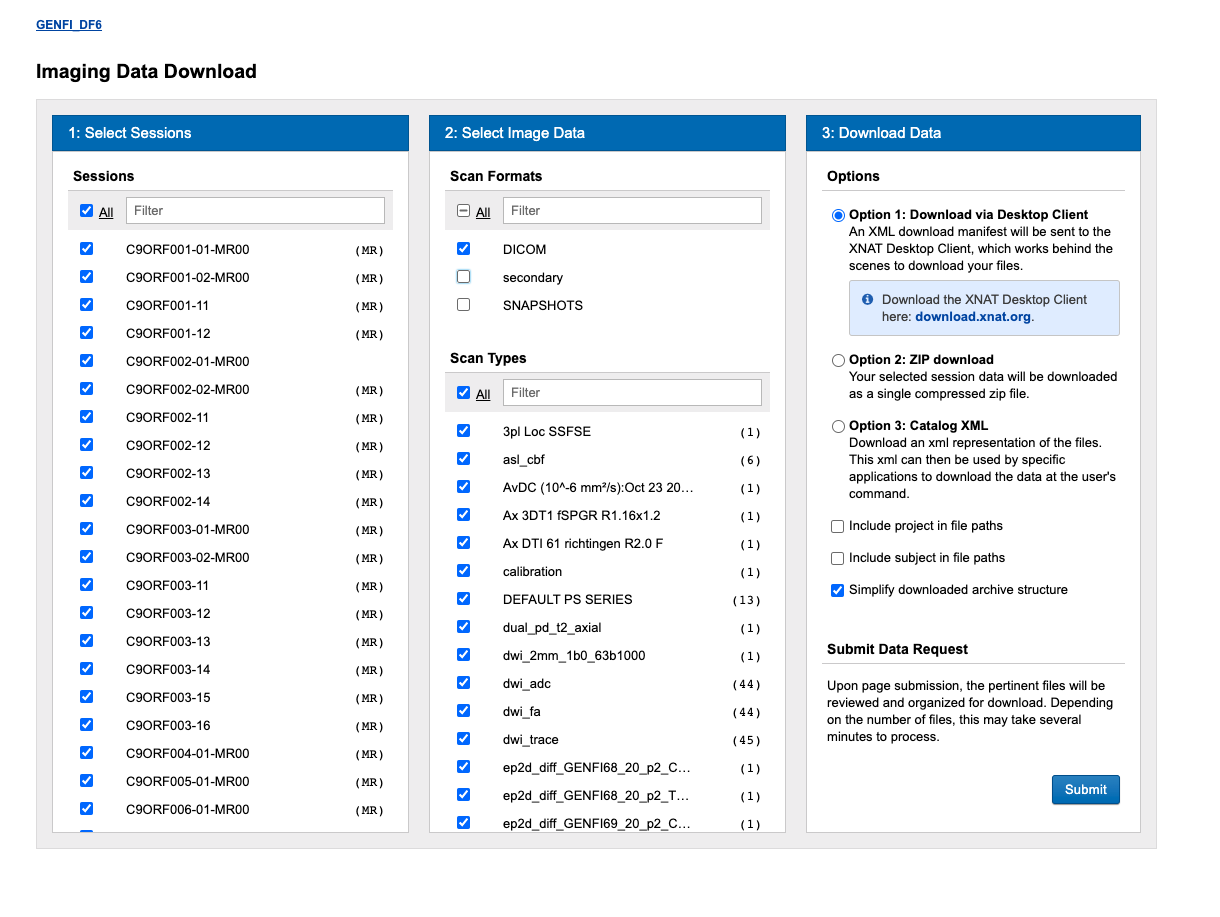 GENFI_DF6
Imaging Data Download
1: Select Sessions
Sessions
All Filter
C9ORF001-01-MR00 (MR)
C9ORF001-02-MR00 (MR)
C9ORF001-11 (MR)
C9ORF001-12 (MR)
C9ORF002-01-MR00
C9ORF002-02-MR00 (MR)
C9ORF002-11 (MR)
C9ORF002-12 (MR)
C9ORF002-13 (MR)
C9ORF002-14 (MR)
C9ORF003-01-MR00 (MR)
C9ORF003-02-MR00 (MR)
C9ORF003-11 (MR)
C9ORF003-12 (MR)
C9ORF003-13 (MR)
C9ORF003-14 (MR)
C9ORF003-15 (MR)
C9ORF003-16 (MR)
C9ORF004-01-MR00 (MR)
C9ORF005-01-MR00 (MR)
C9ORF006-01-MR00 (MR)
2: Select Image Data
Scan Formats
All Filter
DICOM
secondary
SNAPSHOTS
Scan Types
All Filter
3pl Loc SSFSE (1)
asl_cbf (6)
AvDC (10^-6 mm²/s):Oct 23 20... (1)
Ax 3DT1 fSPGR R1.16x1.2 (1)
Ax DTI 61 richtingen R2.0 F (1)
calibration (1)
DEFAULT PS SERIES (13)
dual_pd_t2_axial (1)
dwi_2mm_1b0_63b1000 (1)
dwi_adc (44)
dwi_fa (44)
dwi_trace (45)
ep2d_diff_GENFI68_20_p2_C... (1)
ep2d_diff_GENFI68_20_p2_T... (1)
ep2d_diff_GENFI69_20_p2_C... (1)
3: Download Data
Options
Option 1: Download via Desktop Client
An XML download manifest will be sent to the
XNAT Desktop Client, which works behind the
scenes to download your files.
Download the XNAT Desktop Client
here: download.xnat.org.
Option 2: ZIP download
Your selected session data will be downloaded
as a single compressed zip file.
Option 3: Catalog XML
Download an xml representation of the files.
This xml can then be used by specific
applications to download the data at the user's
command.
Include project in file paths
Include subject in file paths
Simplify downloaded archive structure
Submit Data Request
Upon page submission, the pertinent files will be
reviewed and organized for download. Depending
on the number of files, this may take several
minutes to process.
Submit